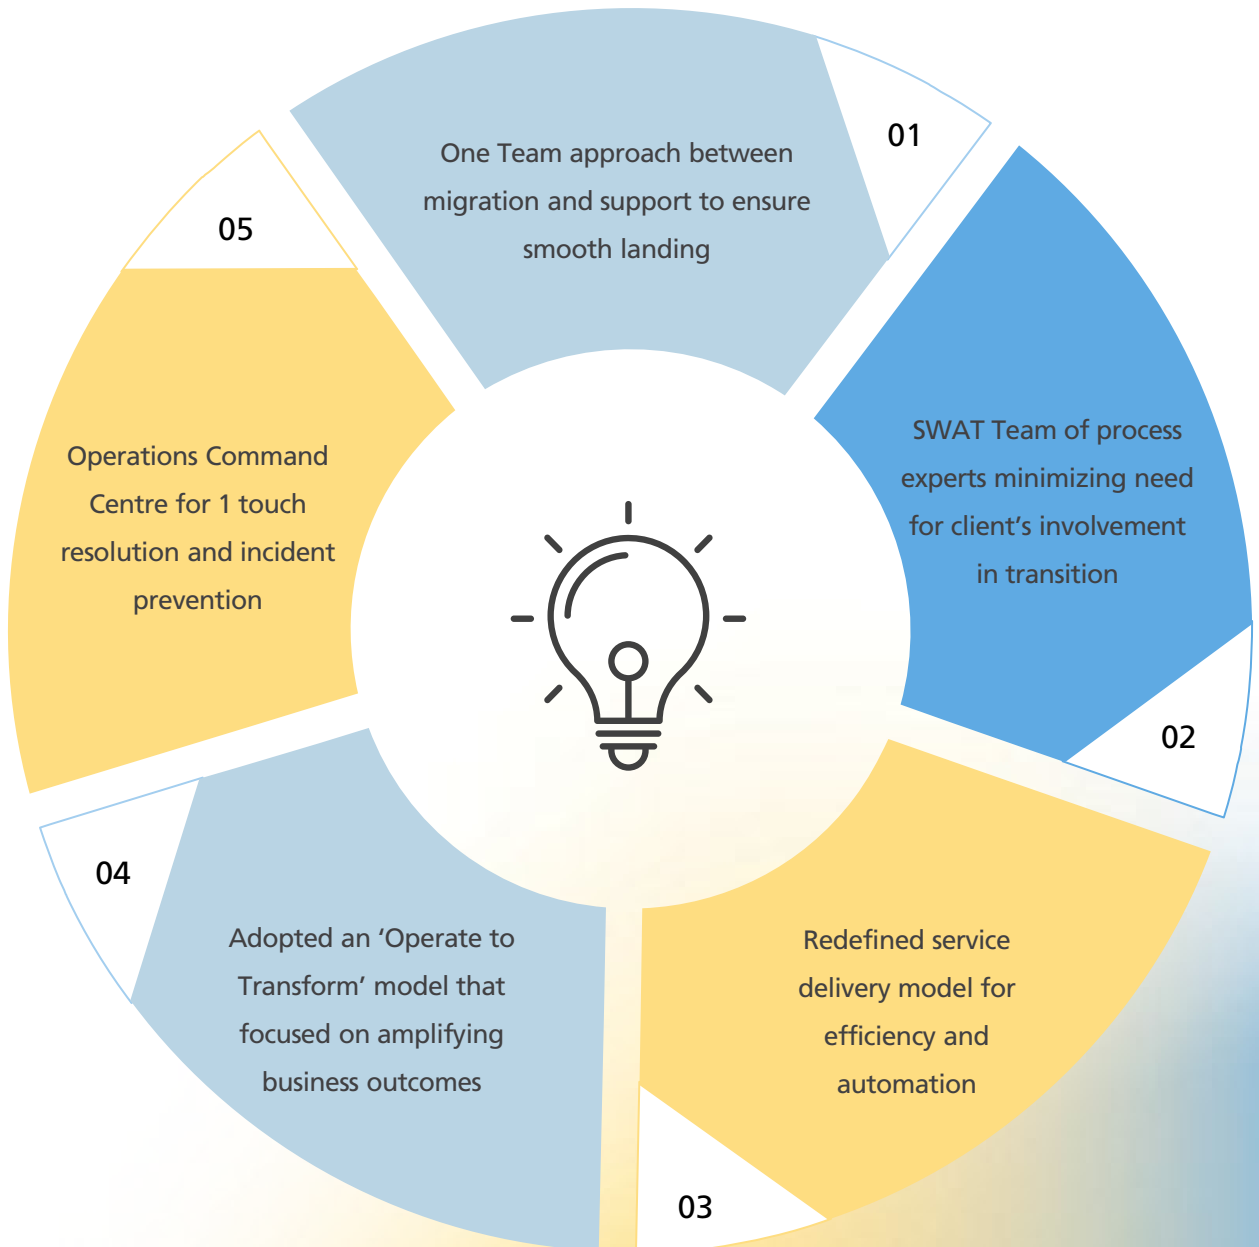 01
One Team approach between
migration and support to ensure
smooth landing
02
SWAT Team of process
experts minimizing need
for client’s involvement
in transition
03
Redefined service
delivery model for
efficiency and
automation
04
Adopted an ‘Operate to
Transform’ model that
focused on amplifying
business outcomes
05
Operations Command
Centre for 1 touch
resolution and incident
prevention